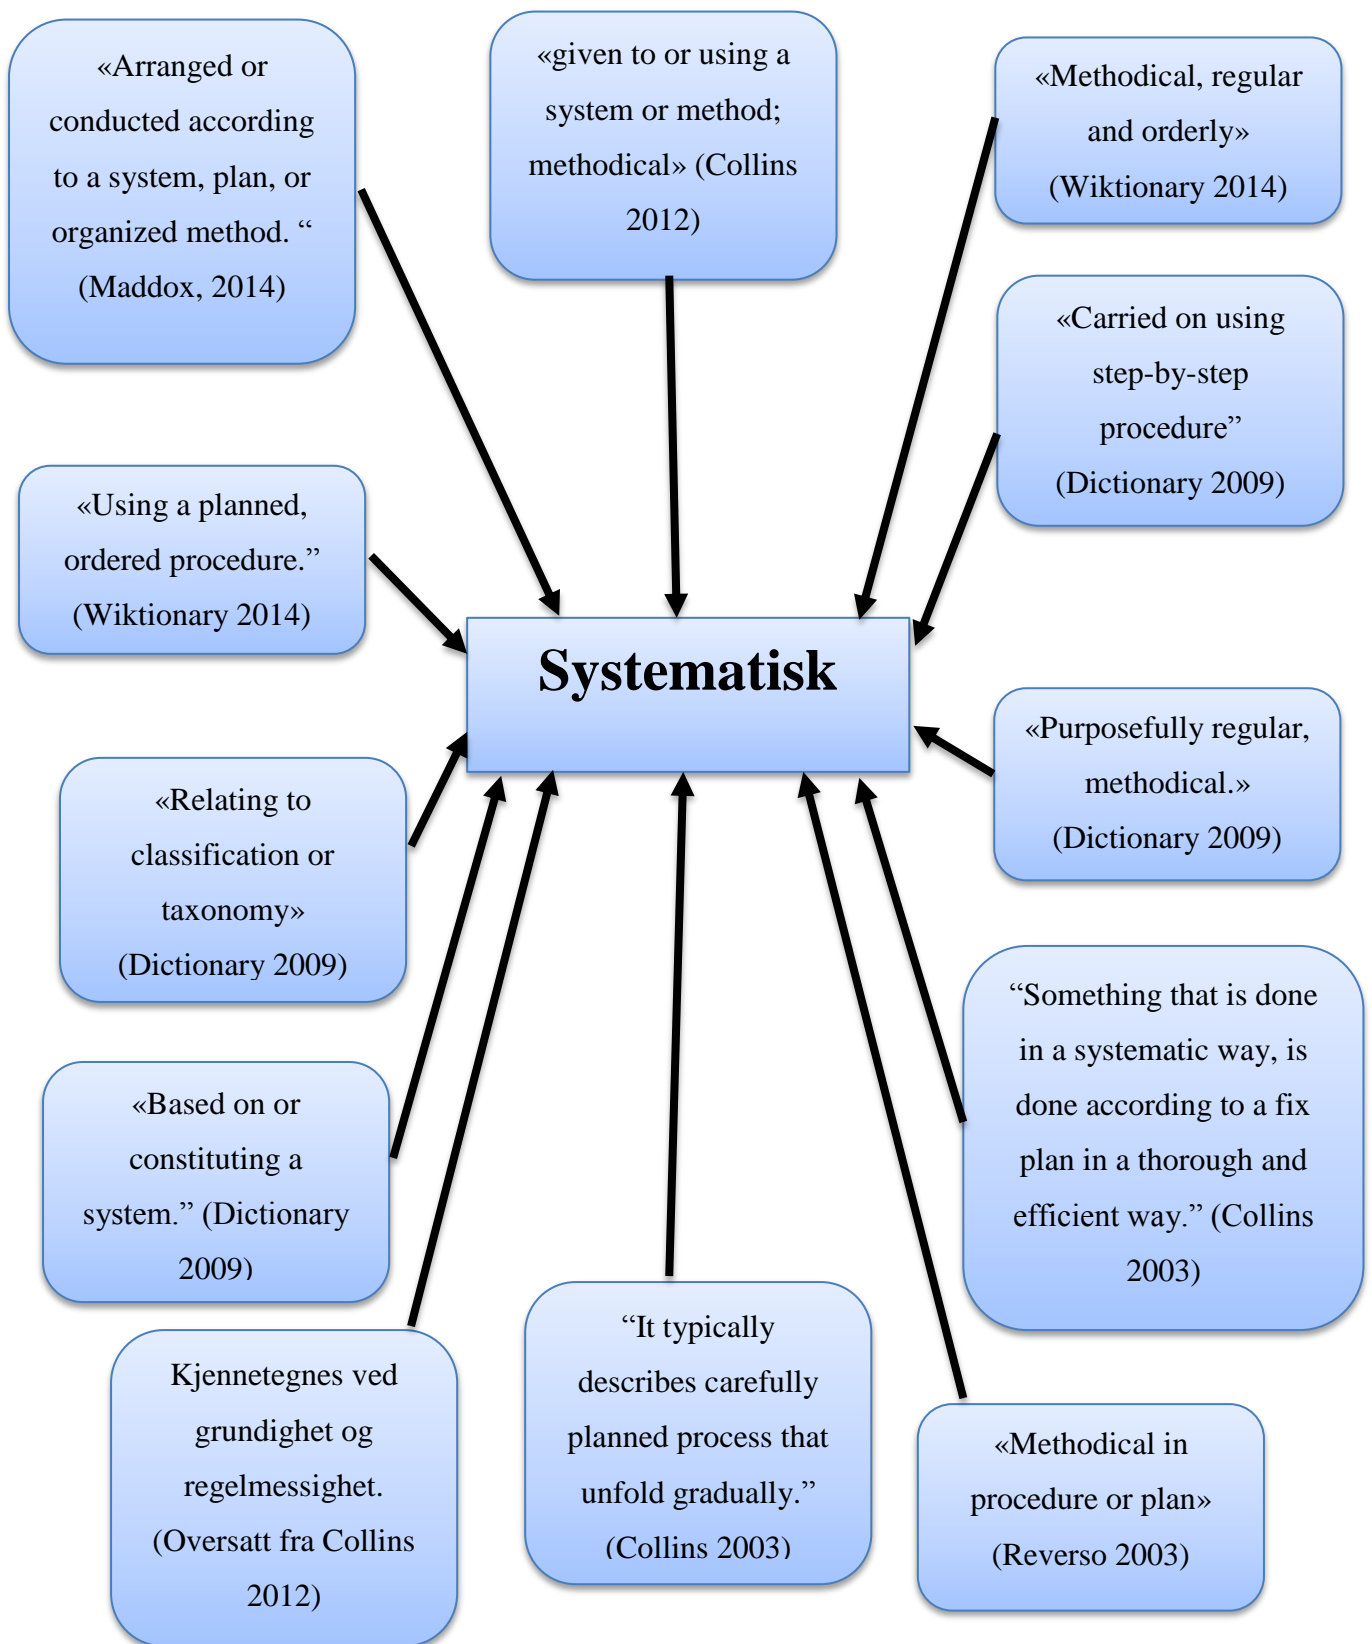 «Arranged or
conducted according
to a system, plan, or
organized method. “
(Maddox, 2014)
«given to or using a
system or method;
methodical» (Collins
2012)
«Methodical, regular
and orderly»
(Wiktionary 2014)
«Carried on using
step-by-step
procedure”
(Dictionary 2009)
«Using a planned,
ordered procedure.”
(Wiktionary 2014)
Systematisk
«Purposefully regular,
methodical.»
(Dictionary 2009)
«Relating to
classification or
taxonomy»
(Dictionary 2009)
“Something that is done
in a systematic way, is
done according to a fix
plan in a thorough and
efficient way.” (Collins
2003)
«Based on or
constituting a
system.” (Dictionary
2009)
Kjennetegnes ved
grundighet og
regelmessighet.
(Oversatt fra Collins
2012)
“It typically
describes carefully
planned process that
unfold gradually.”
(Collins 2003)
«Methodical in
procedure or plan»
(Reverso 2003)